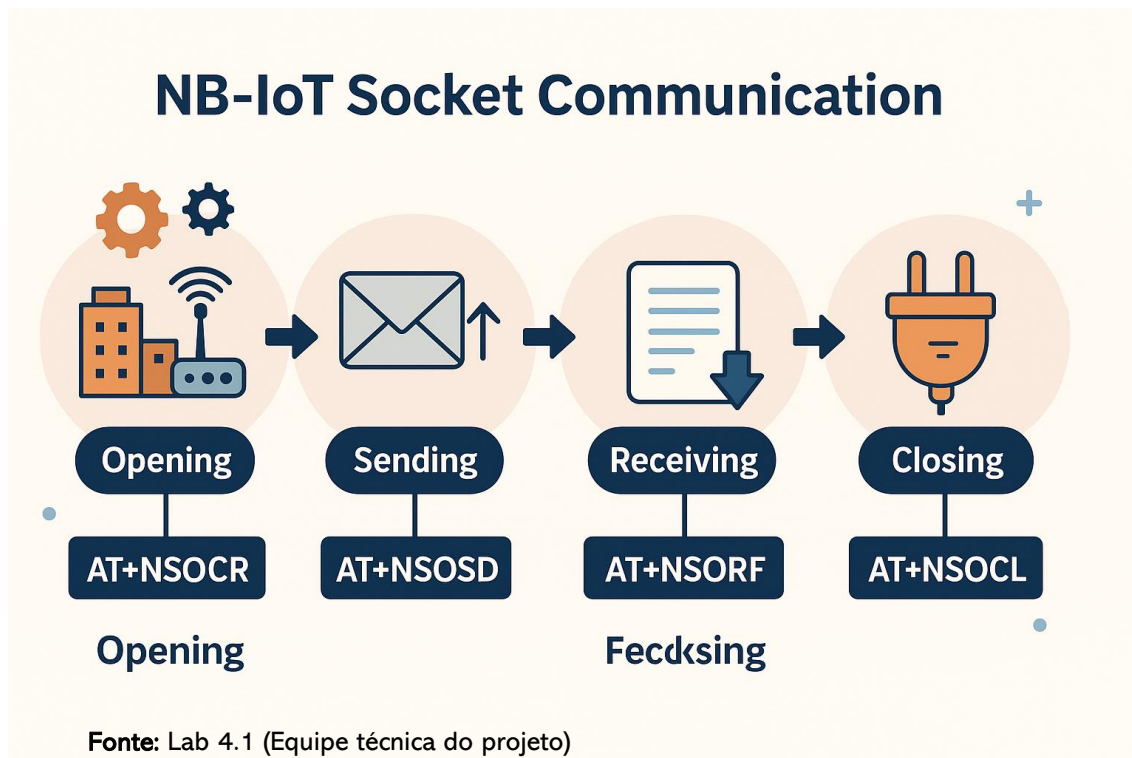 NB-IoT Socket Communication
Opening
Sending
Receiving
Closing
AT+NSOCR
AT+NSOSD
AT+NSORF
AT+NSOCL
Opening
Fecdksing
Fonte: Lab 4.1 (Equipe técnica do projeto)